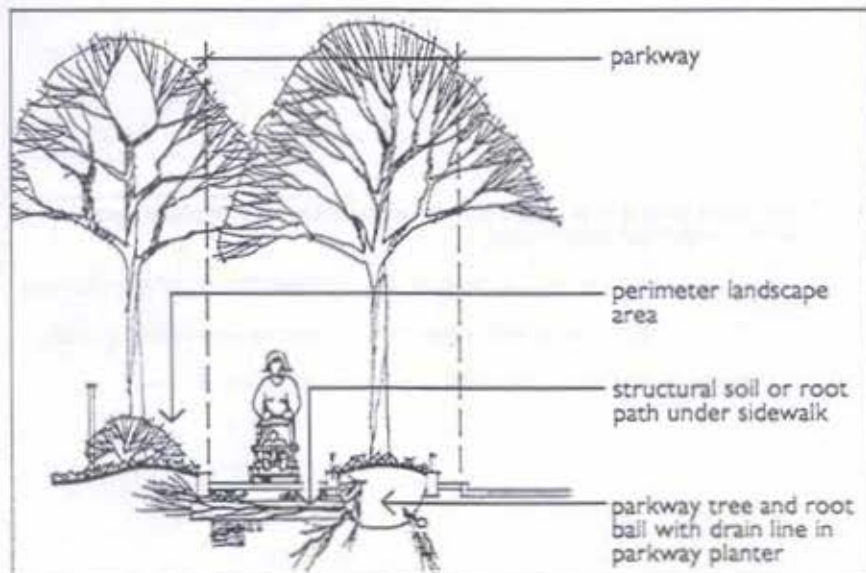 parkway
perimeter landscape
area
structural soil or root
path under sidewalk
parkway tree and root
ball with drain line in
parkway planter